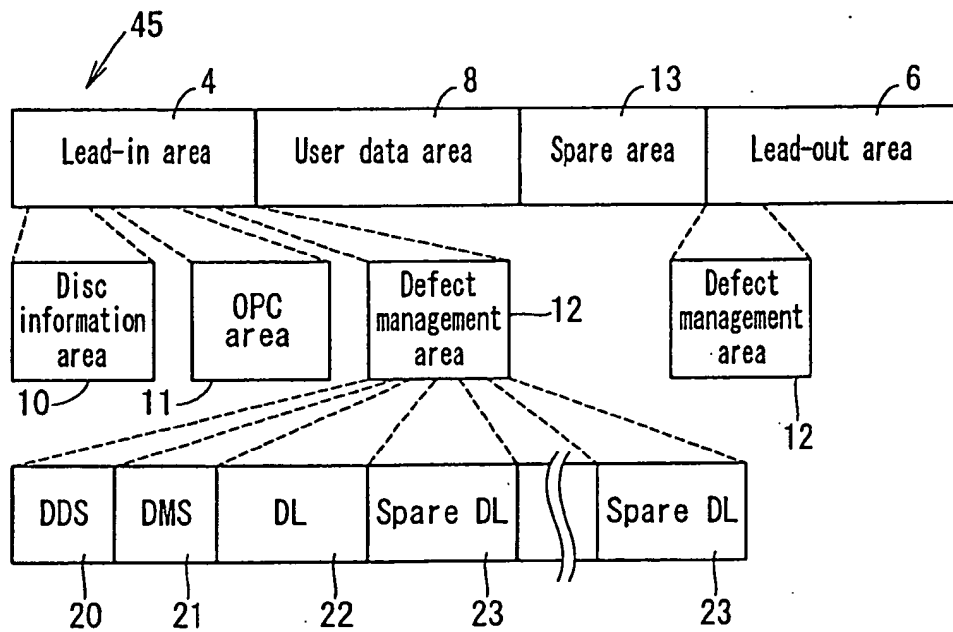 45
4
8
13
6
Lead-in area
User data area
Spare area
Lead-out area
Disc
information
area
OPC
area
Defect
management
area
12
Defect
management
area
10
11
12
DDS
DMS
DL
Spare DL
Spare DL
20
21
22
23
23